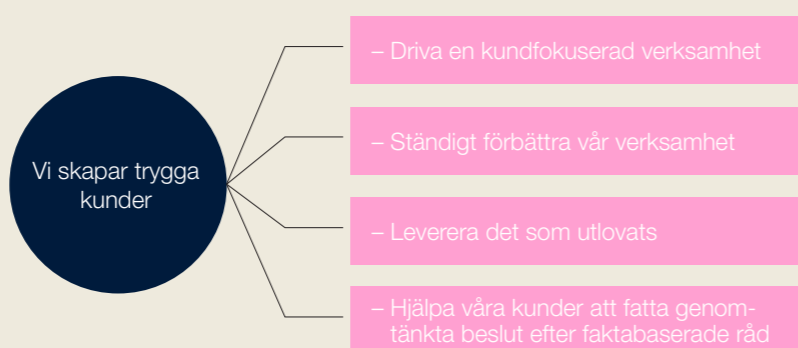 Vi skapar trygga
kunder
– Driva en kundfokuserad verksamhet
– Ständigt förbättra vår verksamhet
– Leverera det som utlovats
– Hjälpa våra kunder att fatta genom-
tänkta beslut efter faktabaserade råd